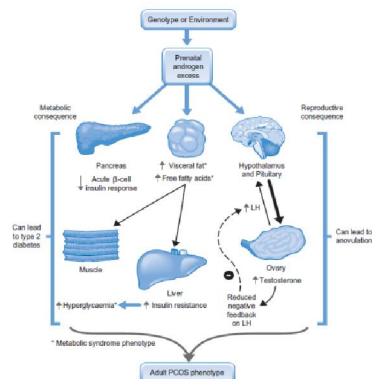 Genotype or Environment
Prenatal
androgen
excess
Metabolic
consequence
Reproductive
consequence
Pancreas
↓ Acute β-cell
insulin response
↑ Visceral fat*
↑ Free fatty acids*
Hypothalamus
and Pituitary
↑ LH
Can lead
to type 2
diabetes
Can lead to
anovulation
Muscle
Liver
Ovary
↑ Testosterone
↑ Hyperglycaemia*
↑ Insulin resistance
Reduced
negative
feedback
on LH
* Metabolic syndrome phenotype
Adult PCOS phenotype